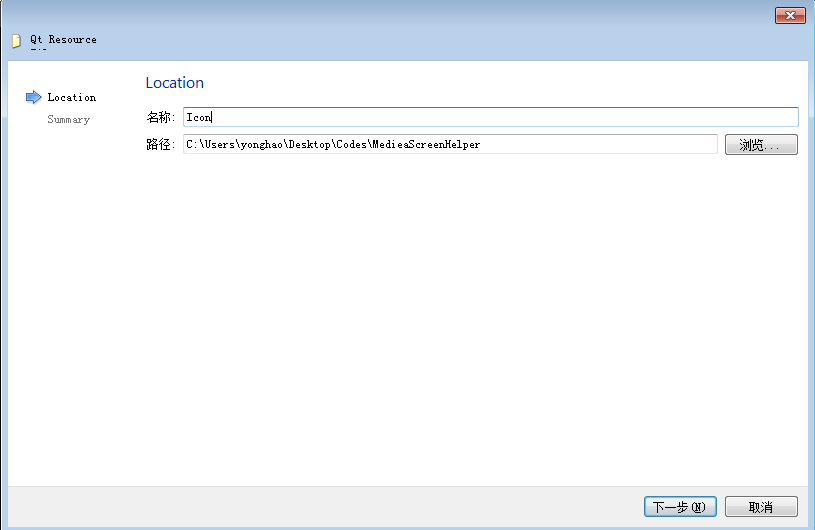 Qt Resource
Location
Summary
Location
名称:
Icon
路径:
C:\Users\yonghao\Desktop\Codes\MedieaScreenHelper
浏览...
下一步(N)
取消